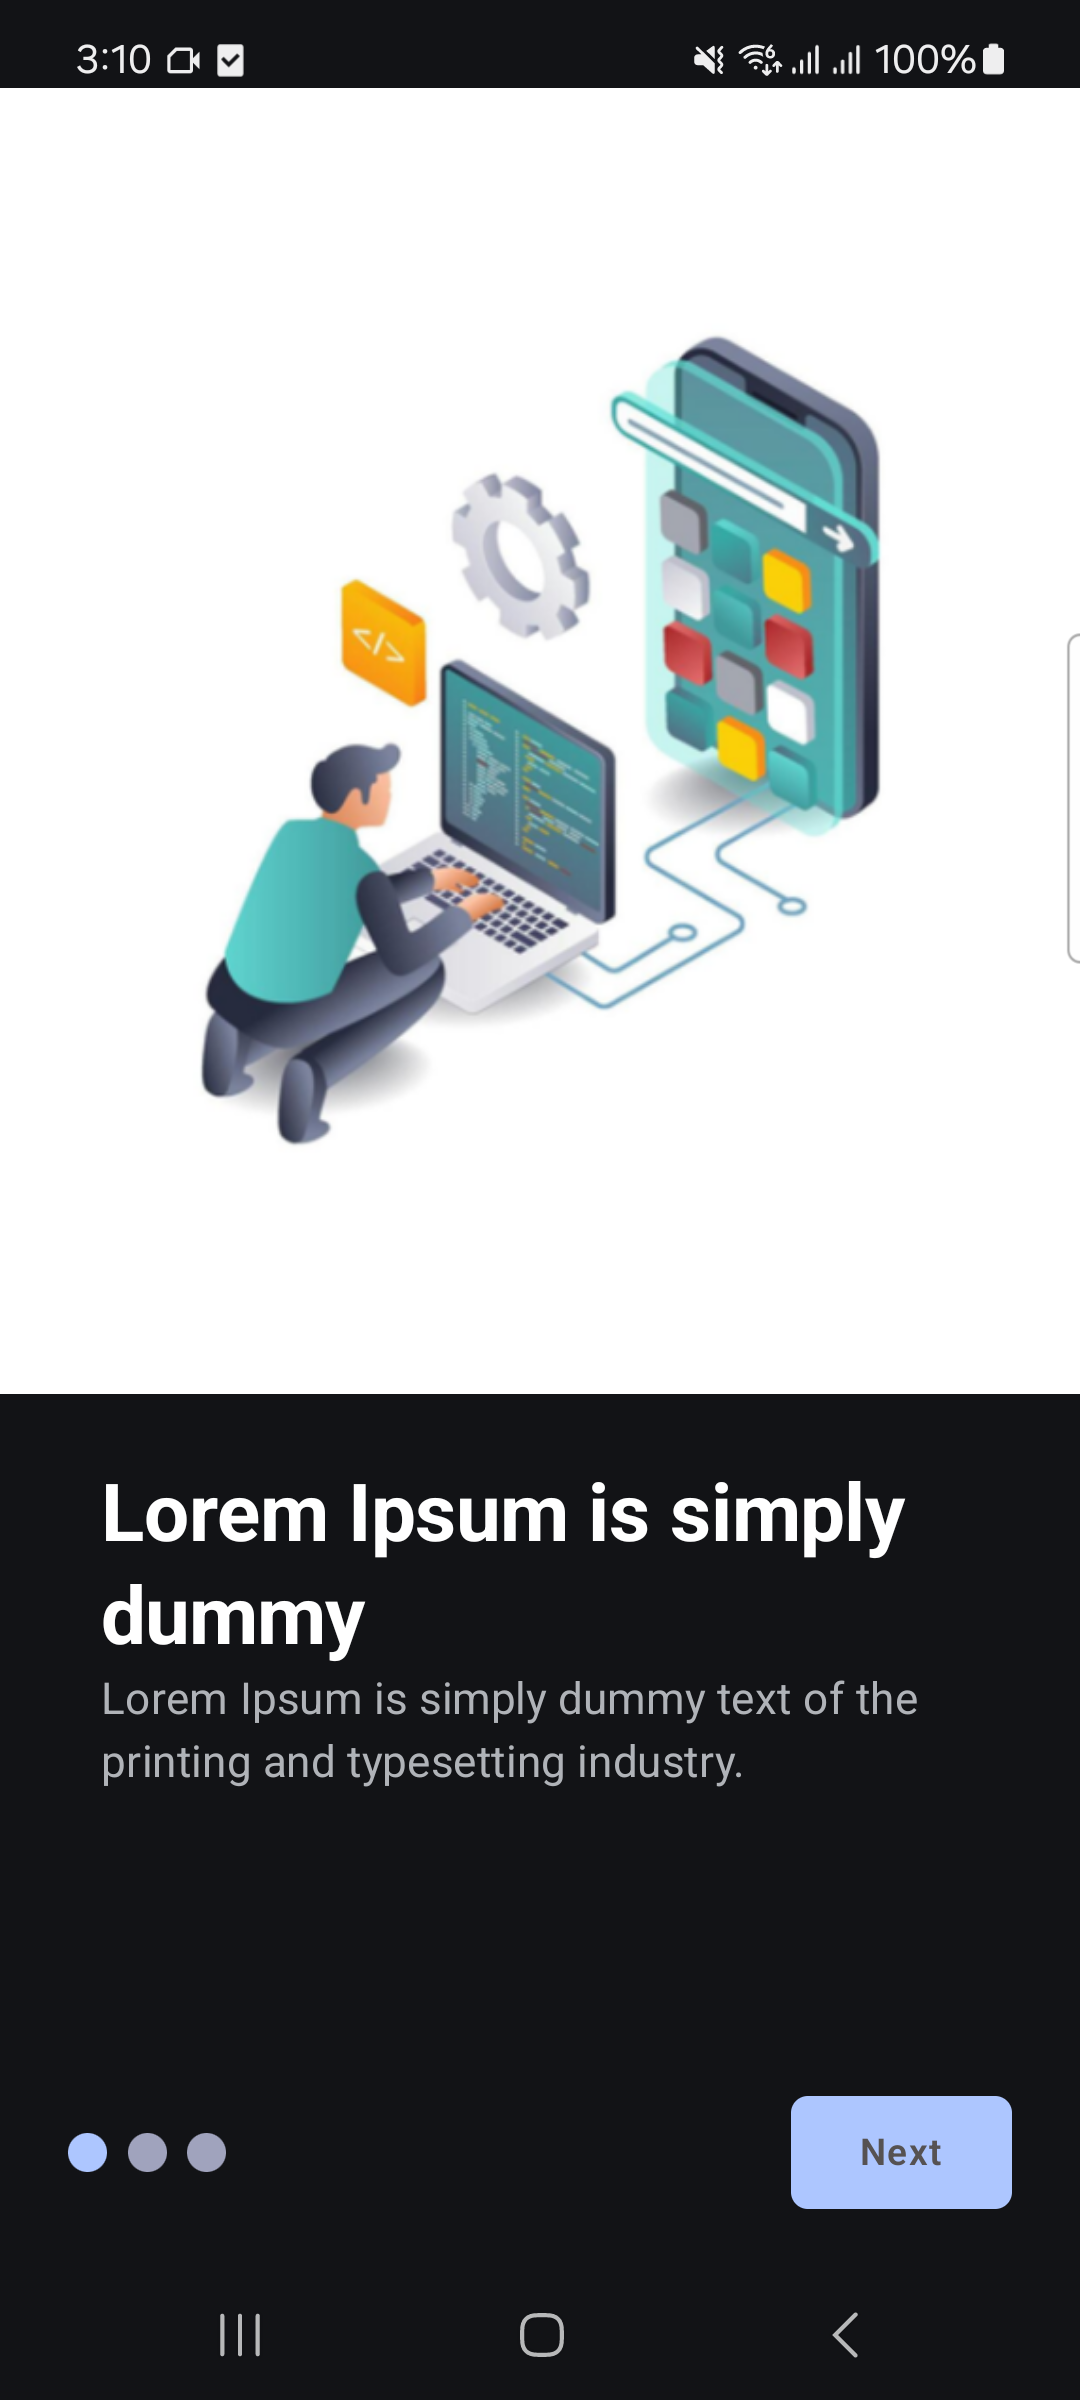 3:10 100%
</>
Lorem Ipsum is simply
dummy
Lorem Ipsum is simply dummy text of the
printing and typesetting industry.
Next